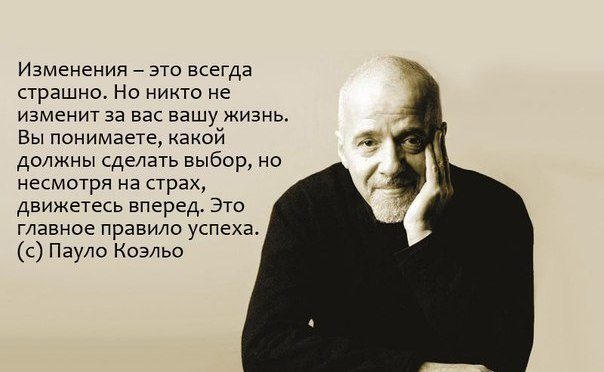 Изменения – это всегда
страшно. Но никто не
изменит за вас вашу жизнь.
Вы понимаете, какой
должны сделать выбор, но
несмотря на страх,
движетесь вперед. Это
главное правило успеха.
(с) Пауло Коэльо